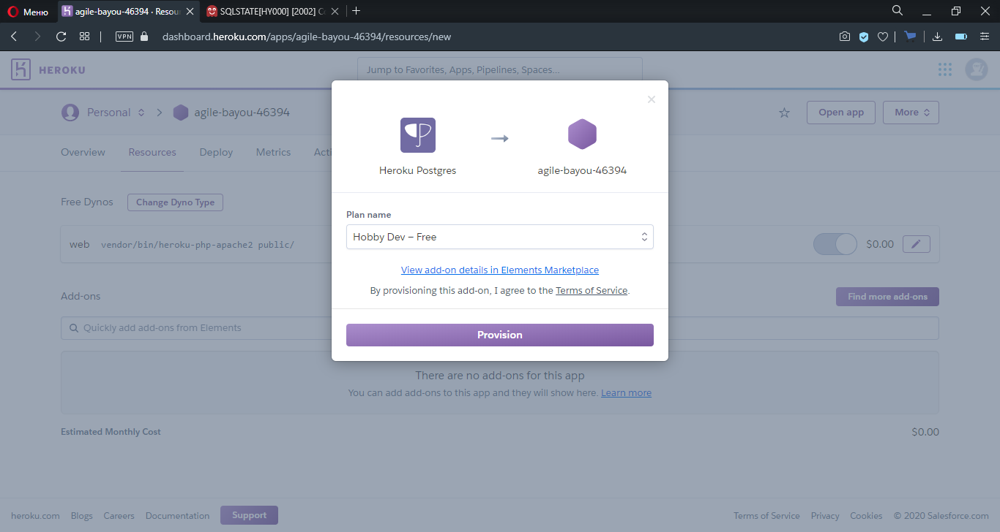 Меню
agile-bayou-46394 · Resou
SQLSTATE[HY000] [2002] Co
VPN
dashboard.heroku.com/apps/agile-bayou-46394/resources/new
HEROKU
Jump to Favorites, Apps, Pipelines, Spaces...
Personal
agile-bayou-46394
Open app
More
Overview
Resources
Deploy
Metrics
Acti
Heroku Postgres
agile-bayou-46394
Free Dynos
Change Dyno Type
Plan name
Hobby Dev – Free
web vendor/bin/heroku-php-apache2 public/
$0.00
View add-on details in Elements Marketplace
By provisioning this add-on, I agree to the Terms of Service.
Add-ons
Find more add-ons
Quickly add add-ons from Elements
Provision
There are no add-ons for this app
You can add add-ons to this app and they will show here. Learn more
Estimated Monthly Cost
$0.00
heroku.com
Blogs
Careers
Documentation
Support
Terms of Service
Privacy
Cookies
© 2020 Salesforce.com